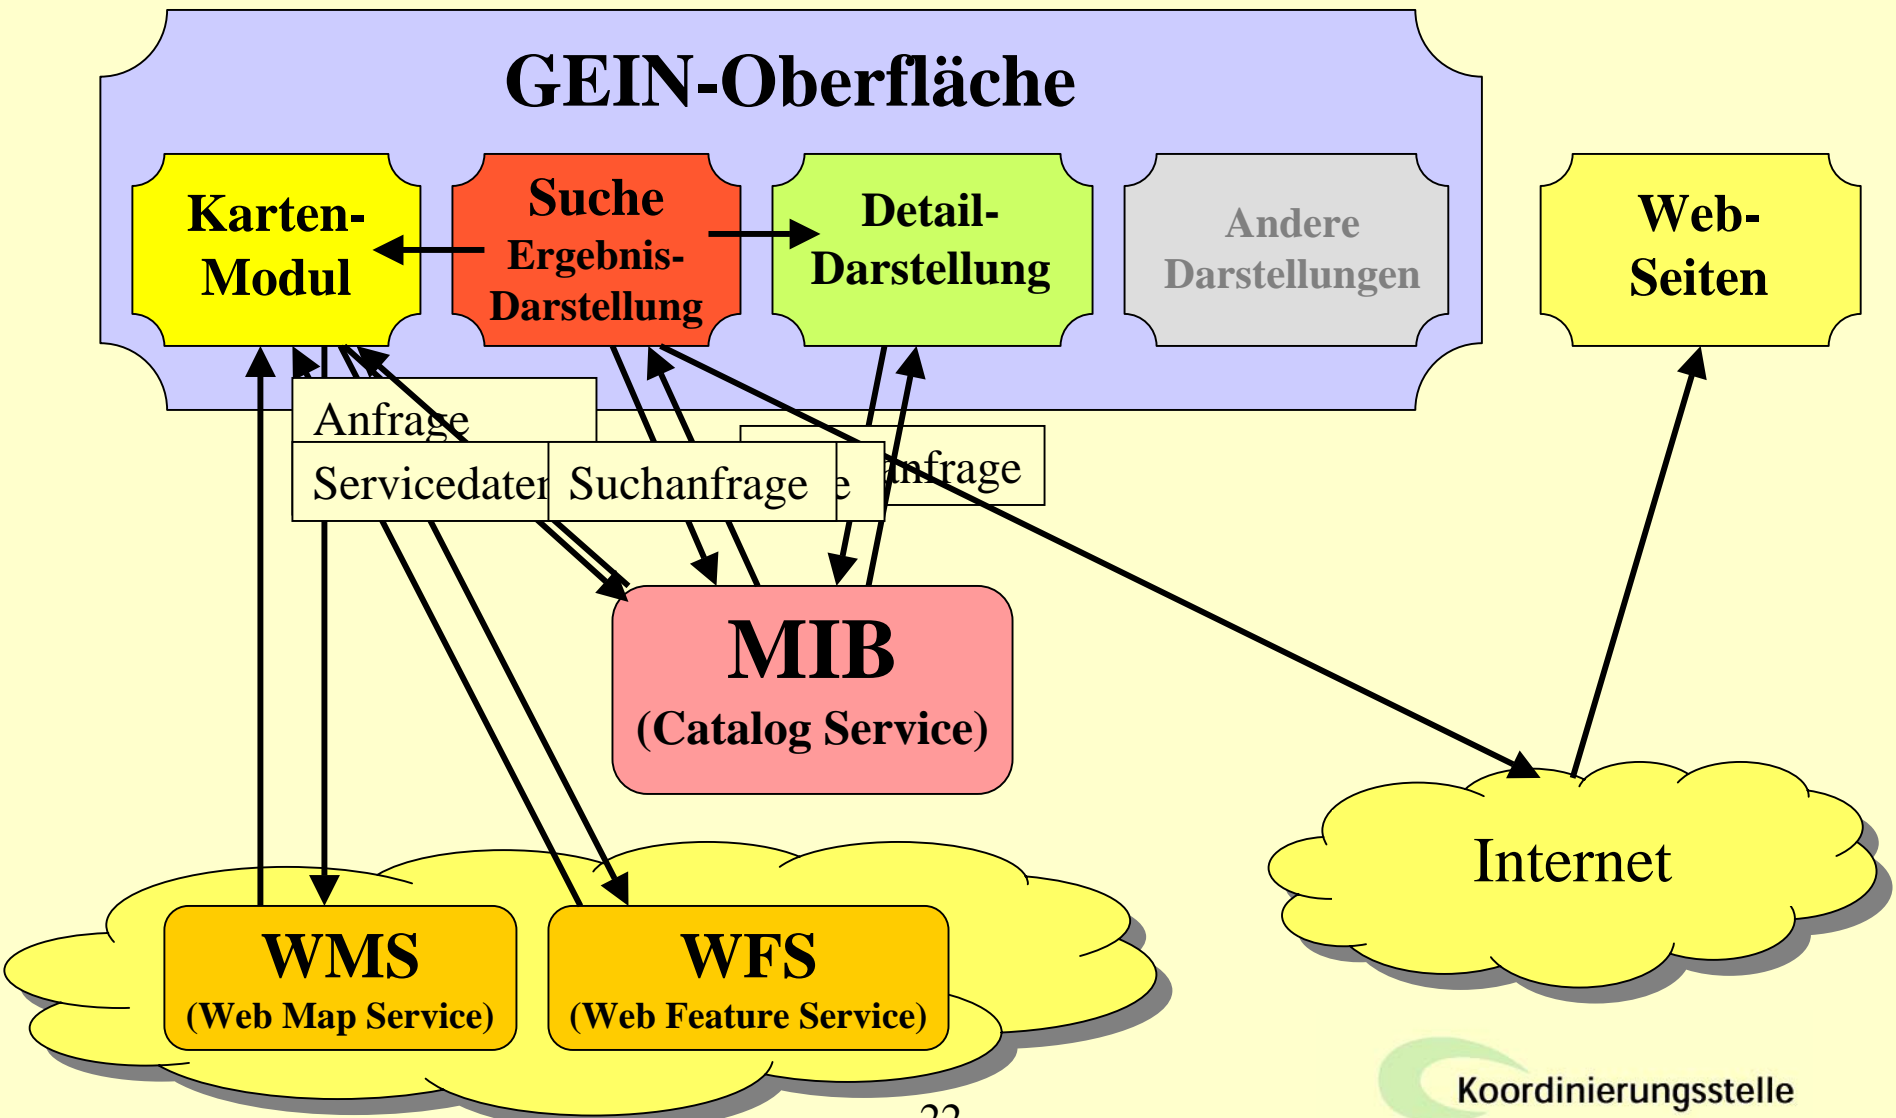 GEIN-Oberfläche
Karten-
Modul
Suche
Ergebnis-
Darstellung
Detail-
Darstellung
Andere
Darstellungen
Web-
Seiten
Anfrage
Servicedaten
Suchanfrage
e
nfrage
MIB
(Catalog Service)
Internet
WMS
(Web Map Service)
WFS
(Web Feature Service)
22
Koordinierungsstelle